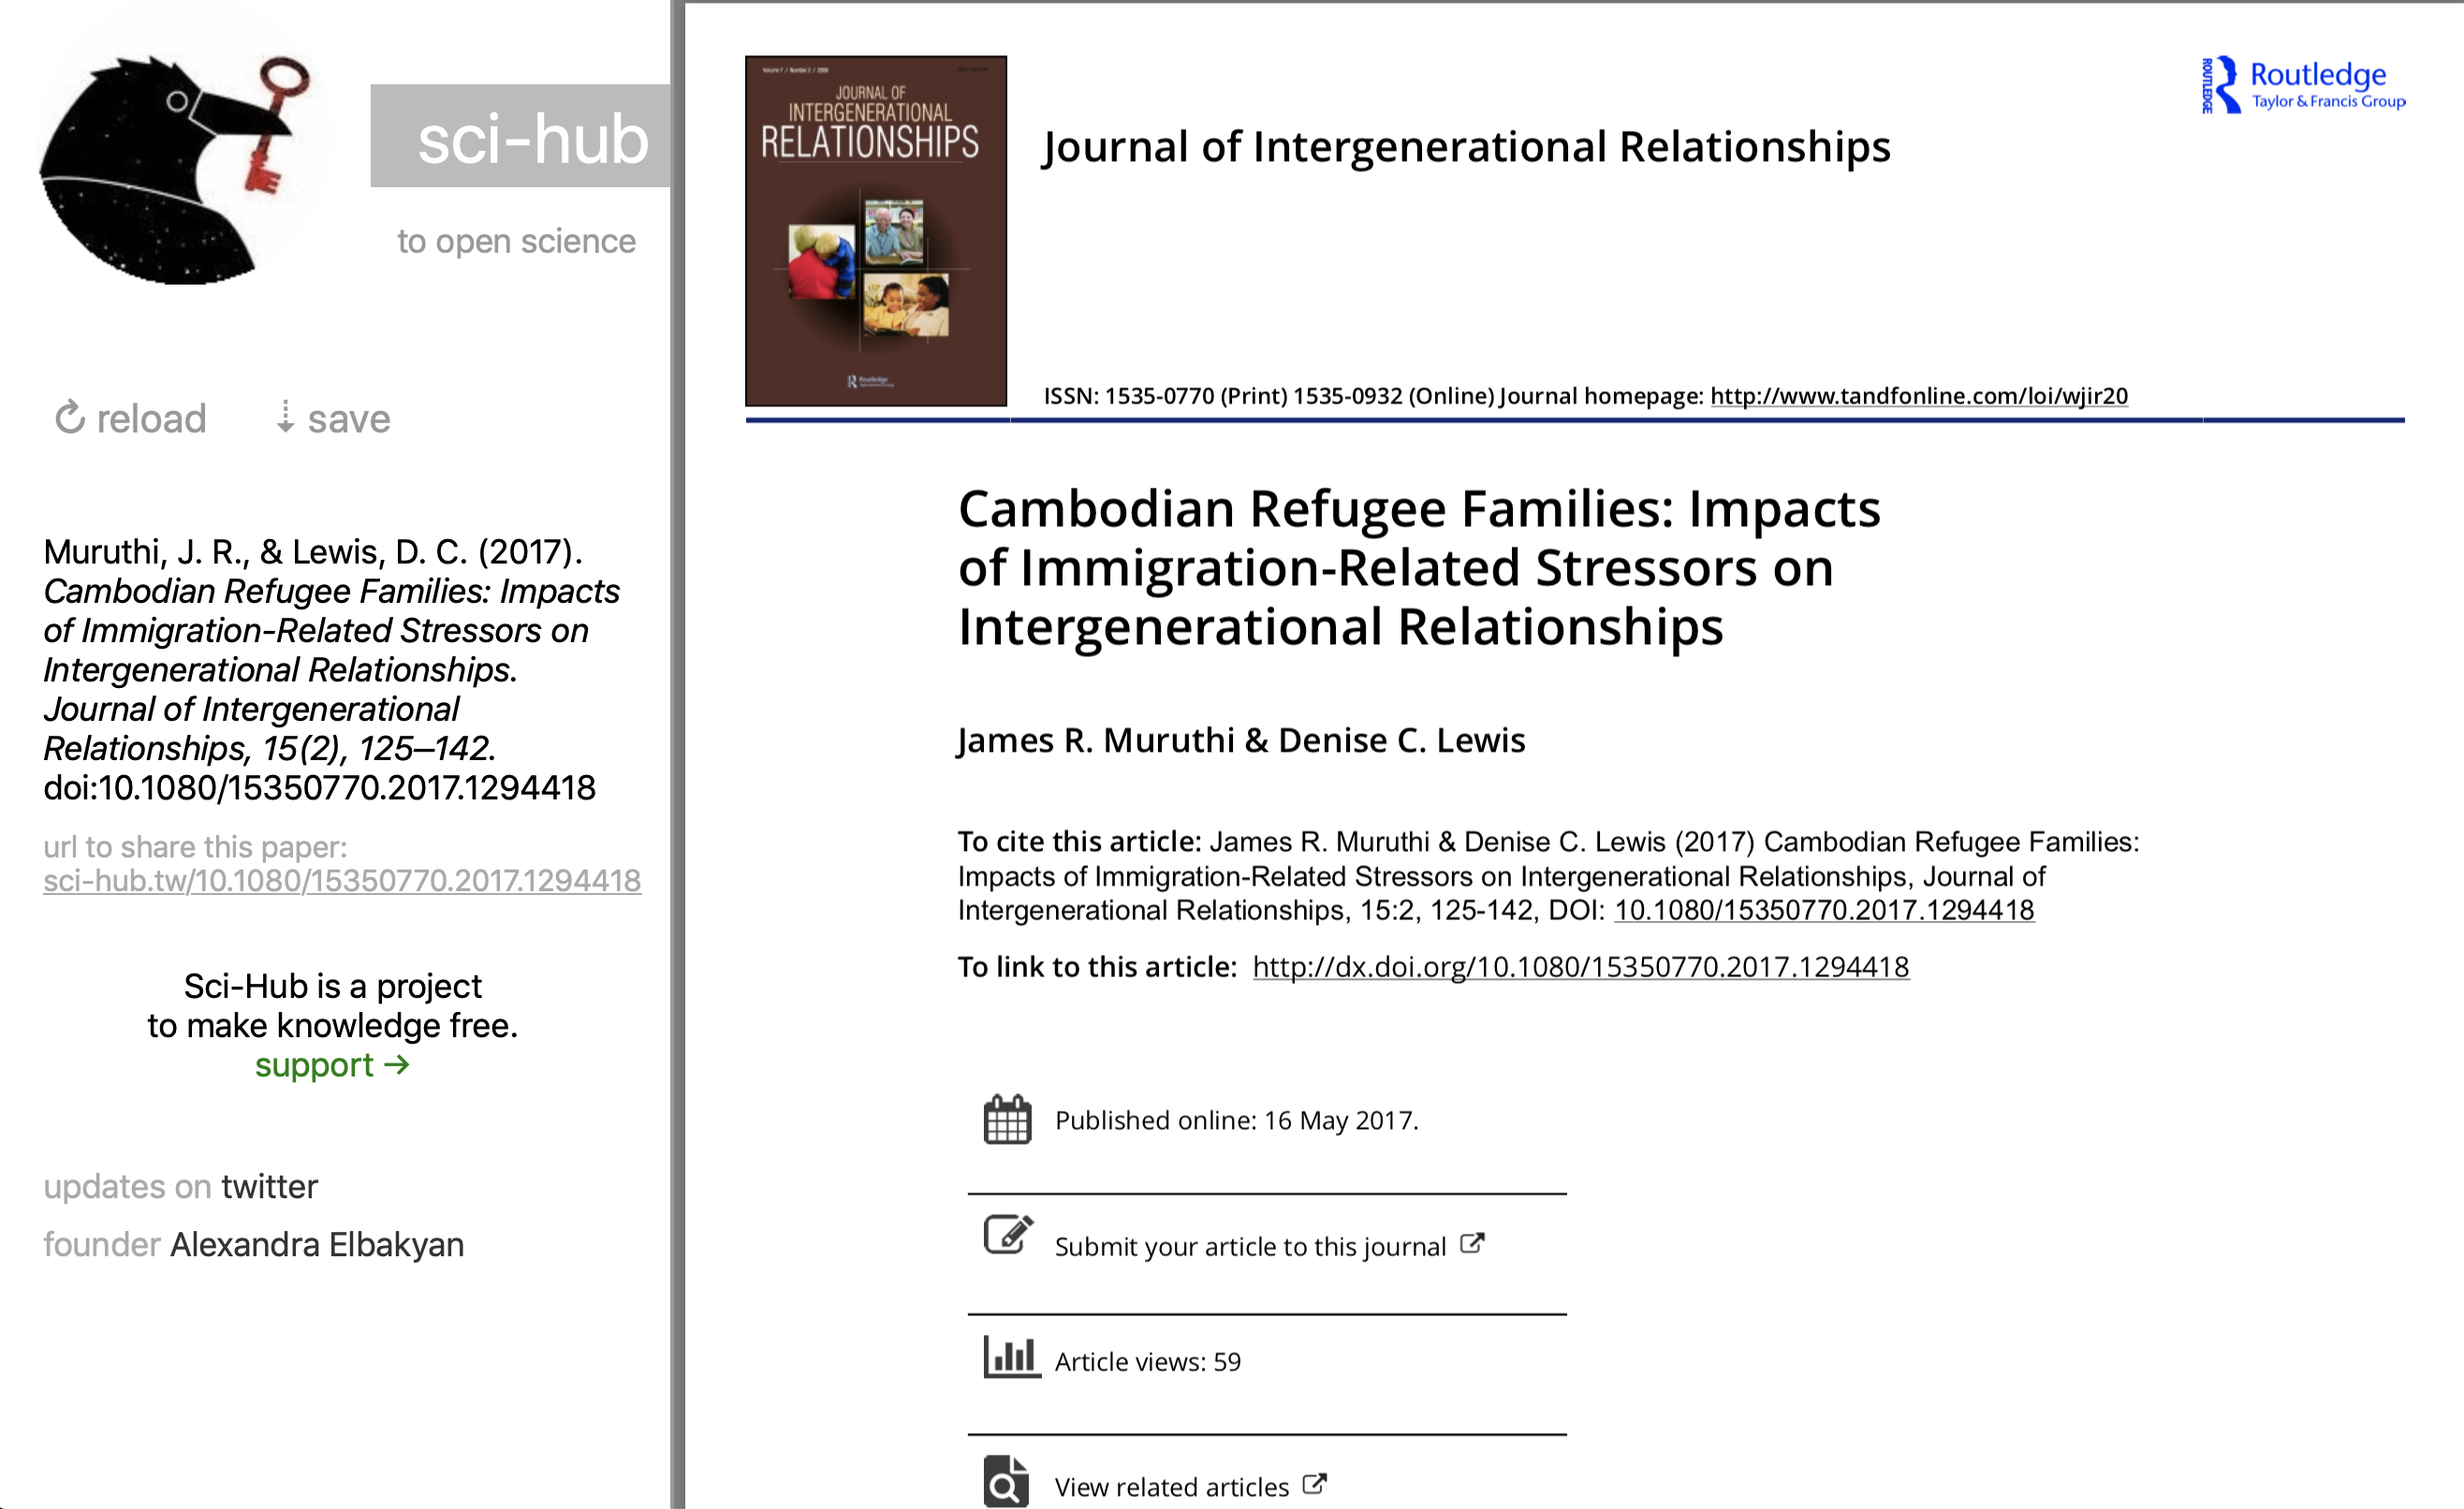 sci-hub
to open science
reload
save
Muruthi, J. R., & Lewis, D. C. (2017).
Cambodian Refugee Families: Impacts
of Immigration-Related Stressors on
Intergenerational Relationships.
Journal of Intergenerational
Relationships, 15(2), 125–142.
doi:10.1080/15350770.2017.1294418
url to share this paper:
sci-hub.tw/10.1080/15350770.2017.1294418
Sci-Hub is a project
to make knowledge free.
support →
updates on twitter
founder Alexandra Elbakyan
JOURNAL OF
INTERGENERATIONAL
RELATIONSHIPS
Routledge
Journal of Intergenerational Relationships
ROUTLEDGE
Routledge
Taylor & Francis Group
ISSN: 1535-0770 (Print) 1535-0932 (Online) Journal homepage: http://www.tandfonline.com/loi/wjir20
Cambodian Refugee Families: Impacts
of Immigration-Related Stressors on
Intergenerational Relationships
James R. Muruthi & Denise C. Lewis
To cite this article: James R. Muruthi & Denise C. Lewis (2017) Cambodian Refugee Families:
Impacts of Immigration-Related Stressors on Intergenerational Relationships, Journal of
Intergenerational Relationships, 15:2, 125-142, DOI: 10.1080/15350770.2017.1294418
To link to this article: http://dx.doi.org/10.1080/15350770.2017.1294418
Published online: 16 May 2017.
Submit your article to this journal
Article views: 59
View related articles